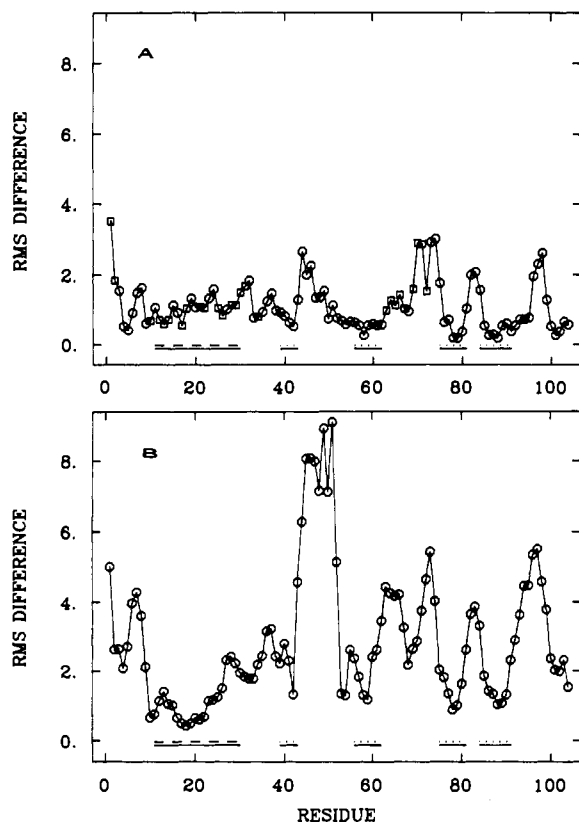 A
8.
6.
4.
2.
0.
RMS DIFFERENCE
0 20 40 60 80 100
B
8.
6.
4.
2.
0.
RMS DIFFERENCE
0 20 40 60 80 100
RESIDUE